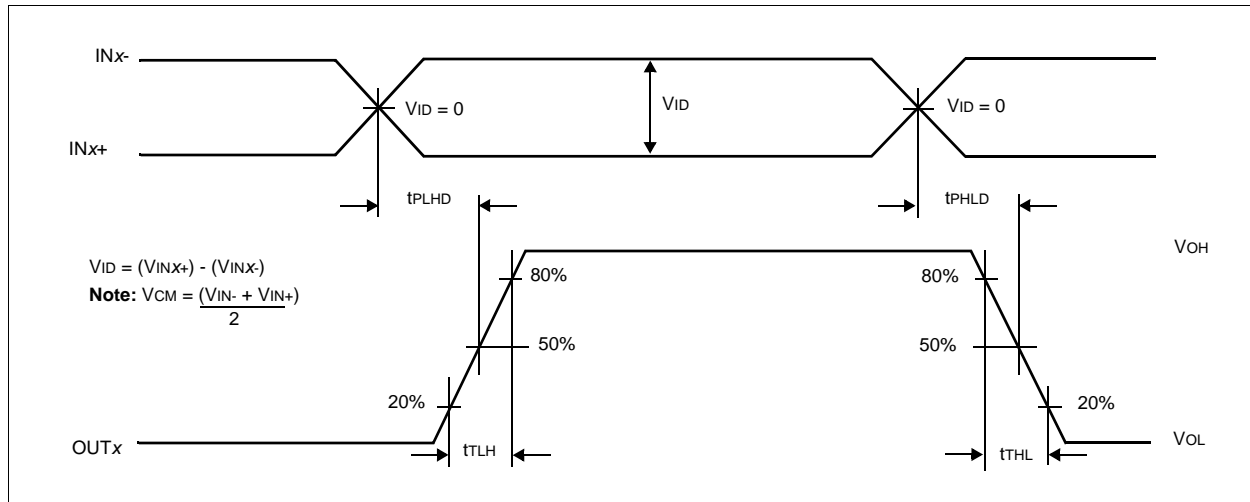 INx-
VID = 0
VID
VID = 0
INx+
tPLHD
tPHLD
VOH
VID = (VINx+) - (VINx-)
80%
80%
Note: VCM = (VIN- + VIN+)
2
50%
50%
20%
20%
OUTx
tTLH
tTHL
VOL